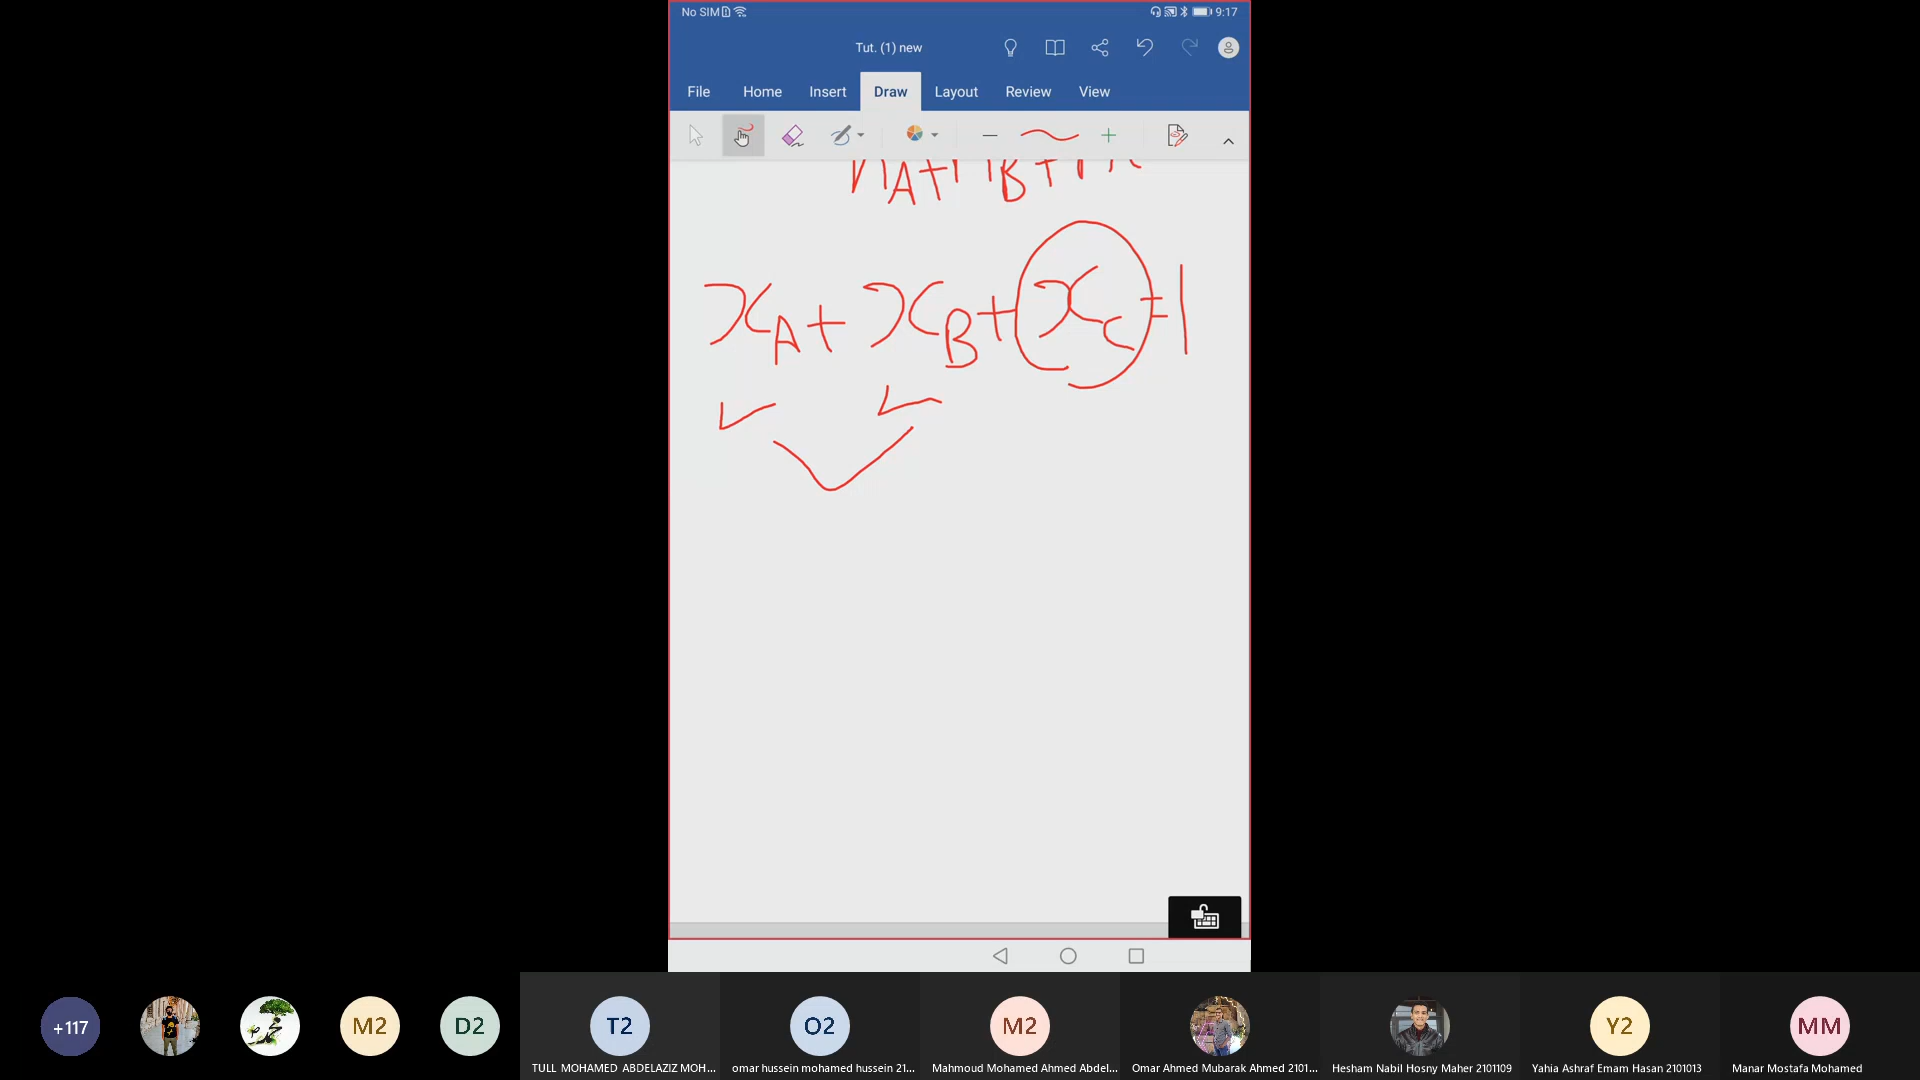 No SIM 9:17
Tut. (1) new
File Home Insert Draw Layout Review View
A+ B+
xA + xB + xC = 1
+117 M2 D2 T2 O2 M2 Y2 MM
TULL MOHAMED ABDELAZIZ MOH... omar hussein mohamed hussein 21... Mahmoud Mohamed Ahmed Abdel... Omar Ahmed Mubarak Ahmed 2101... Hesham Nabil Hosny Maher 2101109 Yahia Ashraf Emam Hasan 2101013 Manar Mostafa Mohamed